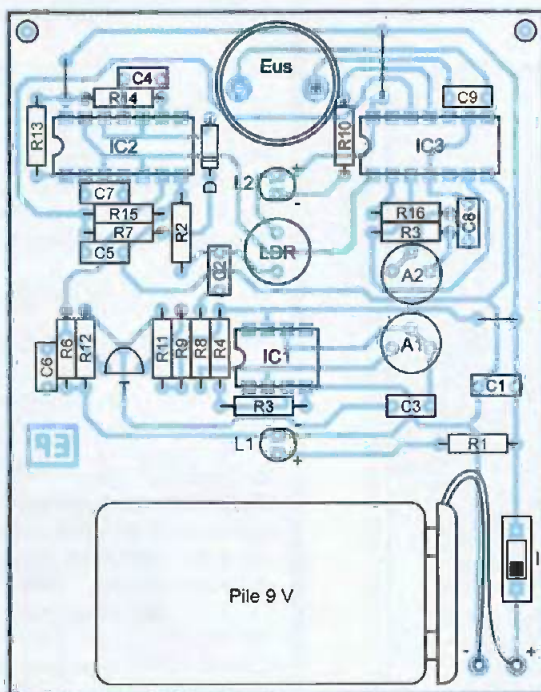 Eus
C4
R14
C9
R13
IC2
D
R10
IC3
L2
+
-
C7
R15
R7
C5
R2
LDR
R16
R3
C8
A2
C2
R6
R12
R11
R9
R8
R4
IC1
A1
C6
T
R3
C3
C1
EP
L1
-
+
R1
I
Pile 9 V
-
+